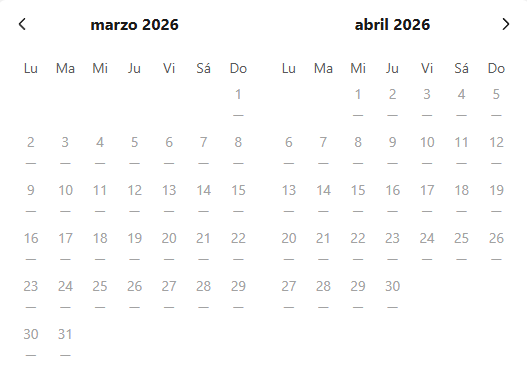 marzo 2026
Lu Ma Mi Ju Vi Sá Do
1
—
2 3 4 5 6 7 8
— — — — — — —
9 10 11 12 13 14 15
— — — — — — —
16 17 18 19 20 21 22
— — — — — — —
23 24 25 26 27 28 29
— — — — — — —
30 31
— —
abril 2026
Lu Ma Mi Ju Vi Sá Do
1 2 3 4 5
— — — — —
6 7 8 9 10 11 12
— — — — — — —
13 14 15 16 17 18 19
— — — — — — —
20 21 22 23 24 25 26
— — — — — — —
27 28 29 30
— — — —